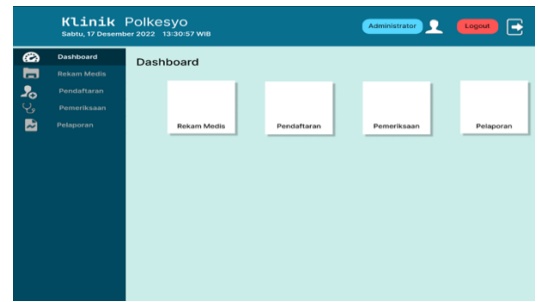 Klinik Polkesyo
Sabtu, 17 Desember 2022 13:30:57 WIB
Administrator
Logout
Dashboard
Rekam Medis
Pendaftaran
Pemeriksaan
Pelaporan
Dashboard
Rekam Medis
Pendaftaran
Pemeriksaan
Pelaporan